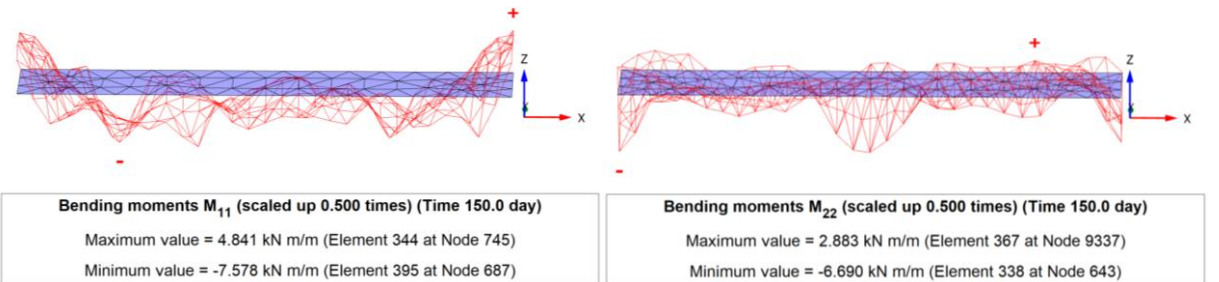 +
Z
X
-
Bending moments M11 (scaled up 0.500 times) (Time 150.0 day)
Maximum value = 4.841 kN m/m (Element 344 at Node 745)
Minimum value = -7.578 kN m/m (Element 395 at Node 687)
+
Z
X
-
Bending moments M22 (scaled up 0.500 times) (Time 150.0 day)
Maximum value = 2.883 kN m/m (Element 367 at Node 9337)
Minimum value = -6.690 kN m/m (Element 338 at Node 643)